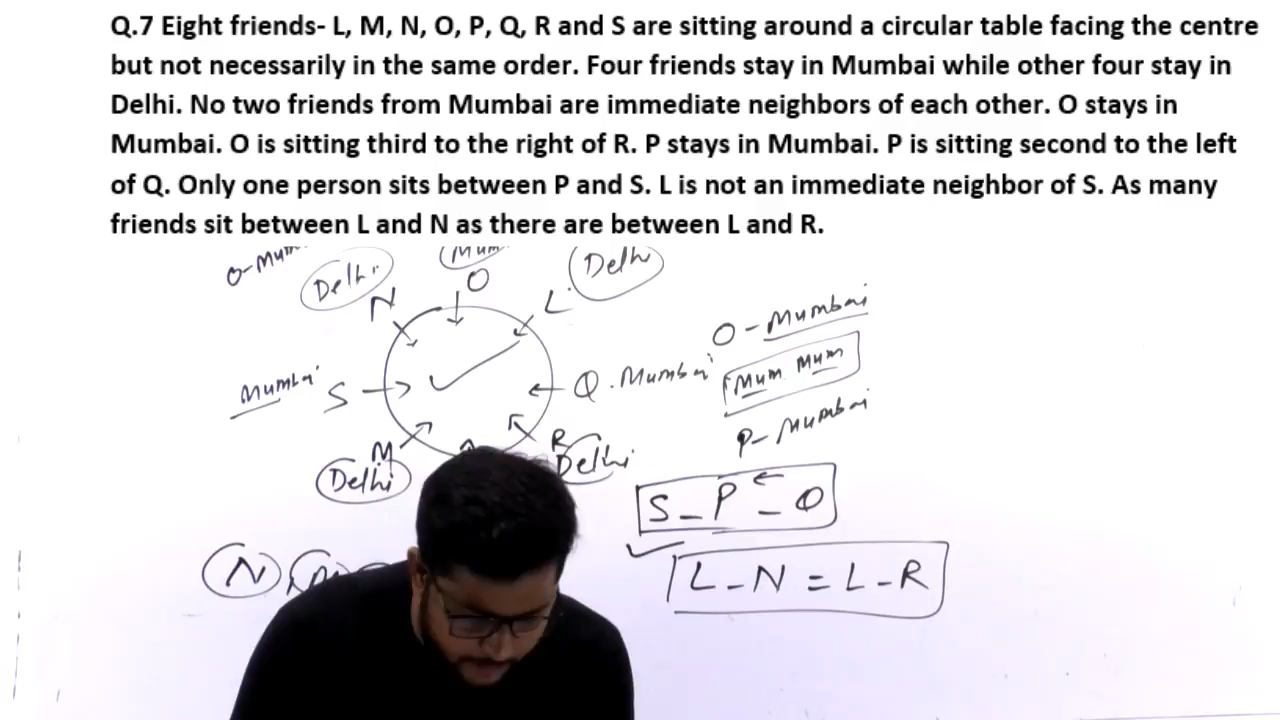 Q.7 Eight friends- L, M, N, O, P, Q, R and S are sitting around a circular table facing the centre
but not necessarily in the same order. Four friends stay in Mumbai while other four stay in
Delhi. No two friends from Mumbai are immediate neighbors of each other. O stays in
Mumbai. O is sitting third to the right of R. P stays in Mumbai. P is sitting second to the left
of Q. Only one person sits between P and S. L is not an immediate neighbor of S. As many
friends sit between L and N as there are between L and R.
O-Mum
Delhi
Mum
Delhi
N
O
L
O - Mumbai
Mum Mum
P - Mumbai
Mumbai
S
Q . Mumbai
M
Delhi
R
Delhi
S _ P _ Q
N
L - N = L - R